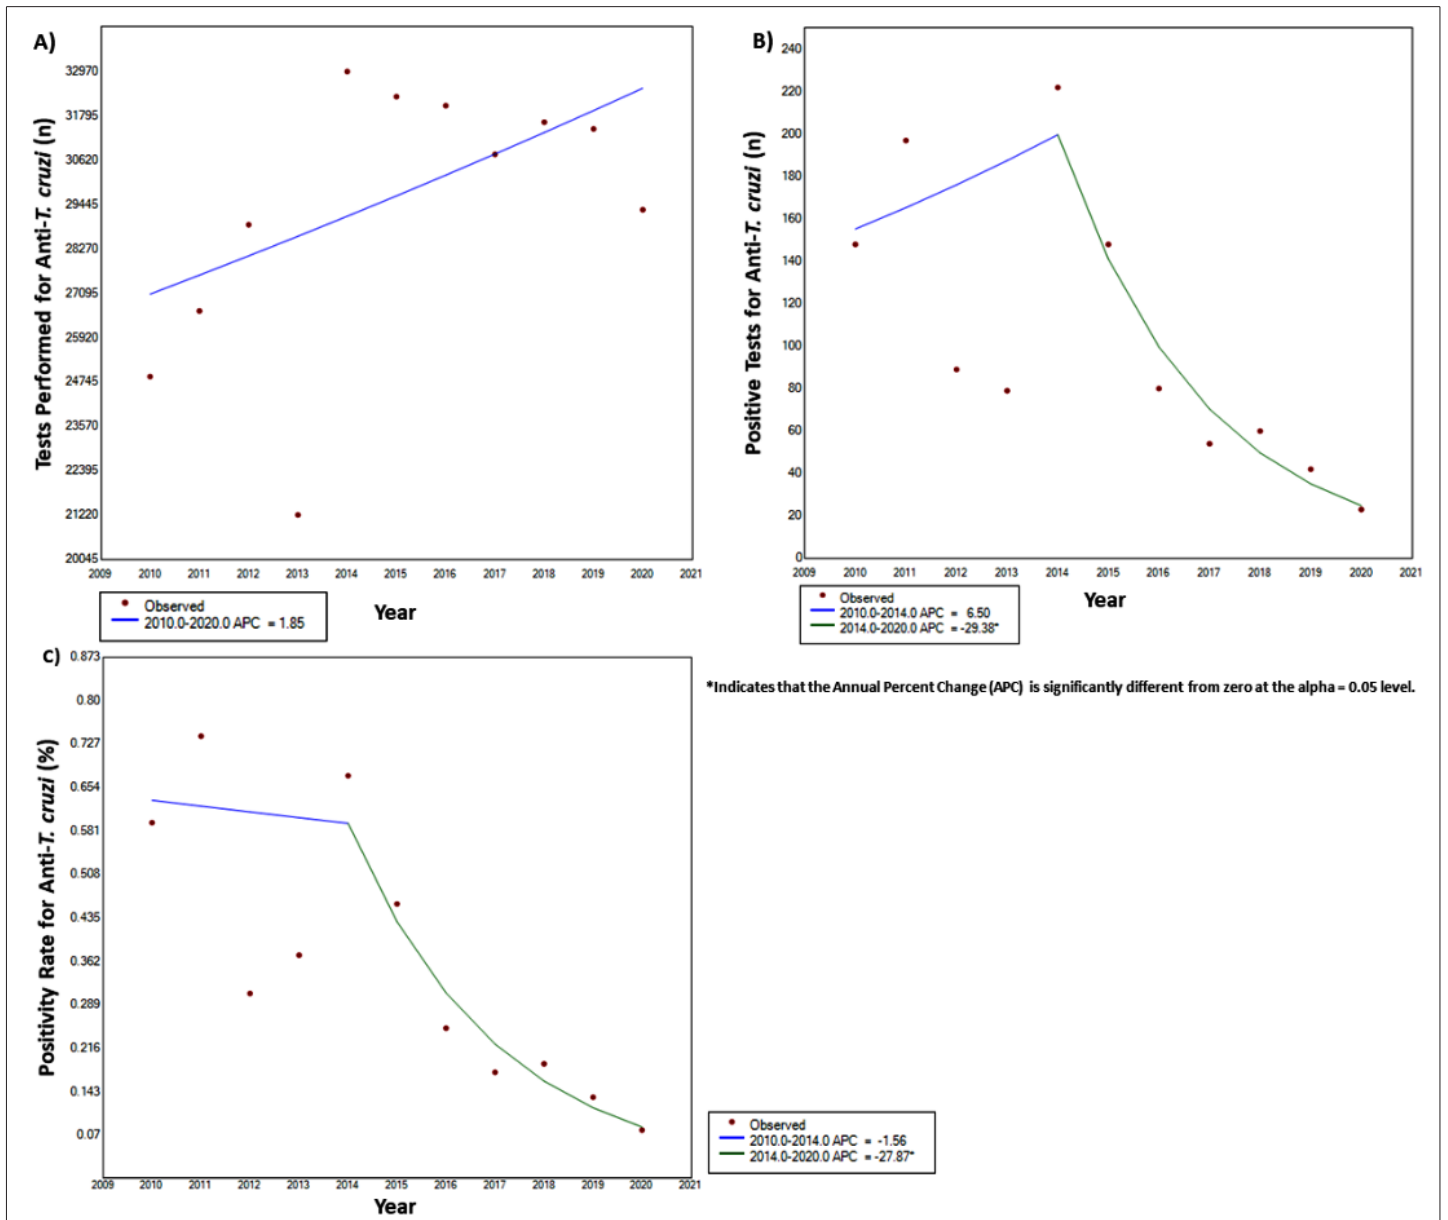 A)
Tests Performed for Anti-T. cruzi (n)
32970
31795
30620
29445
28270
27095
25920
24745
23570
22395
21220
20045
2009 2010 2011 2012 2013 2014 2015 2016 2017 2018 2019 2020 2021
Year
Observed
2010.0-2020.0 APC = 1.85
B)
Positive Tests for Anti-T. cruzi (n)
240
220
200
180
160
140
120
100
80
60
40
20
0
2009 2010 2011 2012 2013 2014 2015 2016 2017 2018 2019 2020 2021
Year
Observed
2010.0-2014.0 APC = 6.50
2014.0-2020.0 APC = -29.38*
C)
Positivity Rate for Anti-T. cruzi (%)
0.873
0.80
0.727
0.654
0.581
0.508
0.435
0.362
0.289
0.216
0.143
0.07
2009 2010 2011 2012 2013 2014 2015 2016 2017 2018 2019 2020 2021
Year
*Indicates that the Annual Percent Change (APC) is significantly different from zero at the alpha = 0.05 level.
Observed
2010.0-2014.0 APC = -1.56
2014.0-2020.0 APC = -27.87*